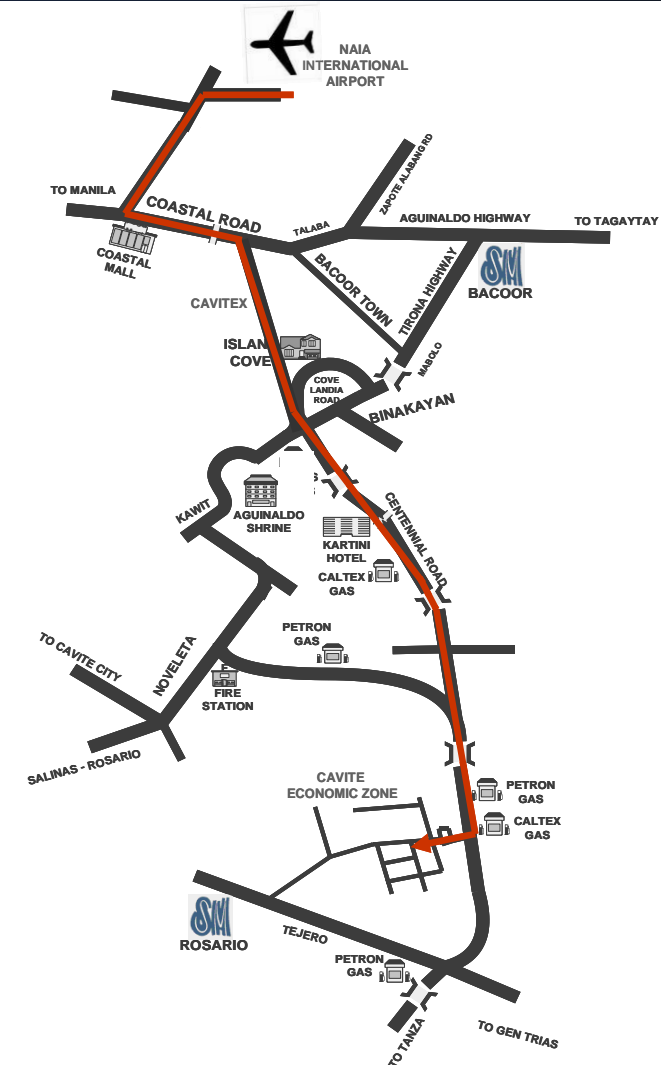 NAIA
INTERNATIONAL
AIRPORT
TO MANILA
COASTAL ROAD
COASTAL
MALL
TALABA
ZAPOTE ALABANG RD
AGUINALDO HIGHWAY
TO TAGAYTAY
SM
BACOOR
BACOOR TOWN
TIRONA HIGHWAY
CAVITEX
ISLAN
COVE
MABOLO
COVE
LANDIA
ROAD
BINAKAYAN
S
KAWIT
AGUINALDO
SHRINE
KARTINI
HOTEL
CENTENNIAL ROAD
CALTEX
GAS
PETRON
GAS
TO CAVITE CITY
NOVELETA
F
FIRE
STATION
SALINAS - ROSARIO
CAVITE
ECONOMIC ZONE
PETRON
GAS
CALTEX
GAS
SM
ROSARIO
TEJERO
PETRON
GAS
TO TANZA
TO GEN TRIAS